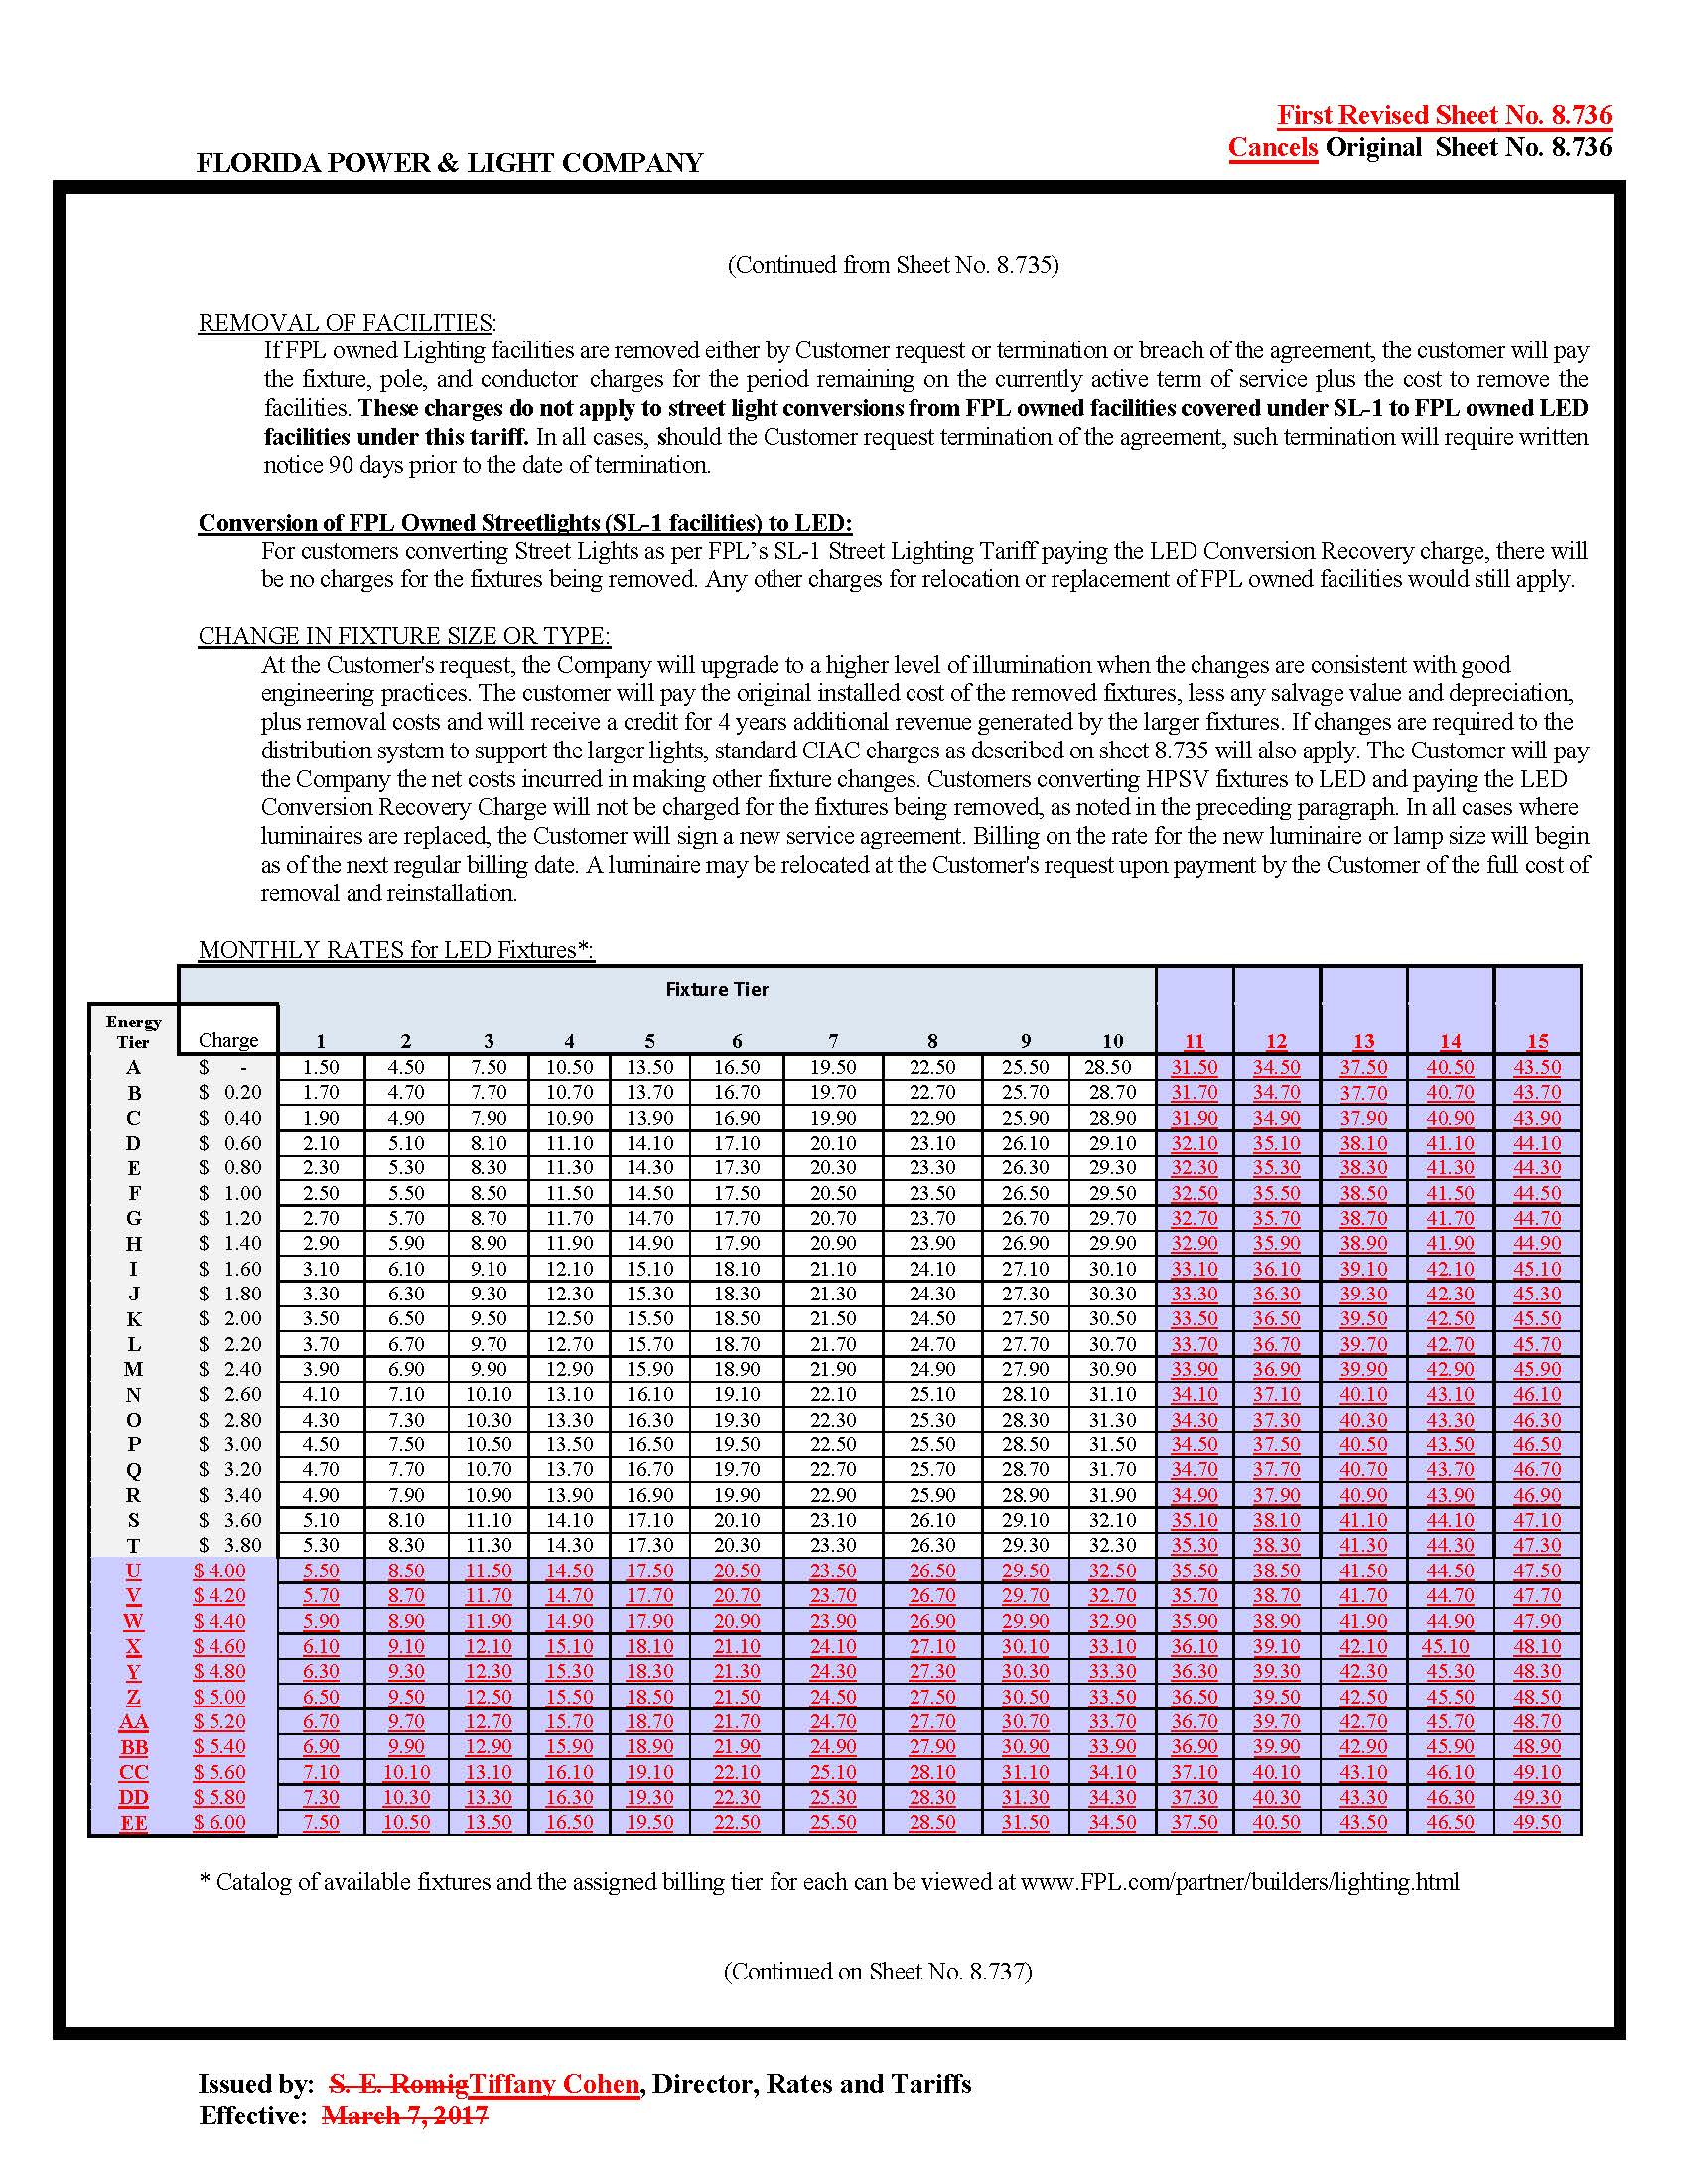 First Revised Sheet No. 8.736
FLORIDA POWER & LIGHT COMPANY Cancels Original Sheet No. 8.736
(Continued from Sheet No. 8.735)
REMOVAL OF FACILITIES:
If FPL owned Lighting facilities are removed either by Customer request or termination or breach of the agreement, the customer will pay
the fixture, pole, and conductor charges for the period remaining on the currently active term of service plus the cost to remove the
facilities. These charges do not apply to street light conversions from FPL owned facilities covered under SL-1 to FPL owned LED
facilities under this tariff. In all cases, should the Customer request termination of the agreement, such termination will require written
notice 90 days prior to the date of termination.
Conversion of FPL Owned Streetlights (SL-1 facilities) to LED:
For customers converting Street Lights as per FPL’s SL-1 Street Lighting Tariff paying the LED Conversion Recovery charge, there will
be no charges for the fixtures being removed. Any other charges for relocation or replacement of FPL owned facilities would still apply.
CHANGE IN FIXTURE SIZE OR TYPE:
At the Customer's request, the Company will upgrade to a higher level of illumination when the changes are consistent with good
engineering practices. The customer will pay the original installed cost of the removed fixtures, less any salvage value and depreciation,
plus removal costs and will receive a credit for 4 years additional revenue generated by the larger fixtures. If changes are required to the
distribution system to support the larger lights, standard CIAC charges as described on sheet 8.735 will also apply. The Customer will pay
the Company the net costs incurred in making other fixture changes. Customers converting HPSV fixtures to LED and paying the LED
Conversion Recovery Charge will not be charged for the fixtures being removed, as noted in the preceding paragraph. In all cases where
luminaires are replaced, the Customer will sign a new service agreement. Billing on the rate for the new luminaire or lamp size will begin
as of the next regular billing date. A luminaire may be relocated at the Customer's request upon payment by the Customer of the full cost of
removal and reinstallation.
MONTHLY RATES for LED Fixtures*:
Fixture Tier
Energy
Tier Charge 1 2 3 4 5 6 7 8 9 10 11 12 13 14 15
A $ - 1.50 4.50 7.50 10.50 13.50 16.50 19.50 22.50 25.50 28.50 31.50 34.50 37.50 40.50 43.50
B $ 0.20 1.70 4.70 7.70 10.70 13.70 16.70 19.70 22.70 25.70 28.70 31.70 34.70 37.70 40.70 43.70
C $ 0.40 1.90 4.90 7.90 10.90 13.90 16.90 19.90 22.90 25.90 28.90 31.90 34.90 37.90 40.90 43.90
D $ 0.60 2.10 5.10 8.10 11.10 14.10 17.10 20.10 23.10 26.10 29.10 32.10 35.10 38.10 41.10 44.10
E $ 0.80 2.30 5.30 8.30 11.30 14.30 17.30 20.30 23.30 26.30 29.30 32.30 35.30 38.30 41.30 44.30
F $ 1.00 2.50 5.50 8.50 11.50 14.50 17.50 20.50 23.50 26.50 29.50 32.50 35.50 38.50 41.50 44.50
G $ 1.20 2.70 5.70 8.70 11.70 14.70 17.70 20.70 23.70 26.70 29.70 32.70 35.70 38.70 41.70 44.70
H $ 1.40 2.90 5.90 8.90 11.90 14.90 17.90 20.90 23.90 26.90 29.90 32.90 35.90 38.90 41.90 44.90
I $ 1.60 3.10 6.10 9.10 12.10 15.10 18.10 21.10 24.10 27.10 30.10 33.10 36.10 39.10 42.10 45.10
J $ 1.80 3.30 6.30 9.30 12.30 15.30 18.30 21.30 24.30 27.30 30.30 33.30 36.30 39.30 42.30 45.30
K $ 2.00 3.50 6.50 9.50 12.50 15.50 18.50 21.50 24.50 27.50 30.50 33.50 36.50 39.50 42.50 45.50
L $ 2.20 3.70 6.70 9.70 12.70 15.70 18.70 21.70 24.70 27.70 30.70 33.70 36.70 39.70 42.70 45.70
M $ 2.40 3.90 6.90 9.90 12.90 15.90 18.90 21.90 24.90 27.90 30.90 33.90 36.90 39.90 42.90 45.90
N $ 2.60 4.10 7.10 10.10 13.10 16.10 19.10 22.10 25.10 28.10 31.10 34.10 37.10 40.10 43.10 46.10
O $ 2.80 4.30 7.30 10.30 13.30 16.30 19.30 22.30 25.30 28.30 31.30 34.30 37.30 40.30 43.30 46.30
P $ 3.00 4.50 7.50 10.50 13.50 16.50 19.50 22.50 25.50 28.50 31.50 34.50 37.50 40.50 43.50 46.50
Q $ 3.20 4.70 7.70 10.70 13.70 16.70 19.70 22.70 25.70 28.70 31.70 34.70 37.70 40.70 43.70 46.70
R $ 3.40 4.90 7.90 10.90 13.90 16.90 19.90 22.90 25.90 28.90 31.90 34.90 37.90 40.90 43.90 46.90
S $ 3.60 5.10 8.10 11.10 14.10 17.10 20.10 23.10 26.10 29.10 32.10 35.10 38.10 41.10 44.10 47.10
T $ 3.80 5.30 8.30 11.30 14.30 17.30 20.30 23.30 26.30 29.30 32.30 35.30 38.30 41.30 44.30 47.30
U $ 4.00 5.50 8.50 11.50 14.50 17.50 20.50 23.50 26.50 29.50 32.50 35.50 38.50 41.50 44.50 47.50
V $ 4.20 5.70 8.70 11.70 14.70 17.70 20.70 23.70 26.70 29.70 32.70 35.70 38.70 41.70 44.70 47.70
W $ 4.40 5.90 8.90 11.90 14.90 17.90 20.90 23.90 26.90 29.90 32.90 35.90 38.90 41.90 44.90 47.90
X $ 4.60 6.10 9.10 12.10 15.10 18.10 21.10 24.10 27.10 30.10 33.10 36.10 39.10 42.10 45.10 48.10
Y $ 4.80 6.30 9.30 12.30 15.30 18.30 21.30 24.30 27.30 30.30 33.30 36.30 39.30 42.30 45.30 48.30
Z $ 5.00 6.50 9.50 12.50 15.50 18.50 21.50 24.50 27.50 30.50 33.50 36.50 39.50 42.50 45.50 48.50
AA $ 5.20 6.70 9.70 12.70 15.70 18.70 21.70 24.70 27.70 30.70 33.70 36.70 39.70 42.70 45.70 48.70
BB $ 5.40 6.90 9.90 12.90 15.90 18.90 21.90 24.90 27.90 30.90 33.90 36.90 39.90 42.90 45.90 48.90
CC $ 5.60 7.10 10.10 13.10 16.10 19.10 22.10 25.10 28.10 31.10 34.10 37.10 40.10 43.10 46.10 49.10
DD $ 5.80 7.30 10.30 13.30 16.30 19.30 22.30 25.30 28.30 31.30 34.30 37.30 40.30 43.30 46.30 49.30
EE $ 6.00 7.50 10.50 13.50 16.50 19.50 22.50 25.50 28.50 31.50 34.50 37.50 40.50 43.50 46.50 49.50
* Catalog of available fixtures and the assigned billing tier for each can be viewed at www.FPL.com/partner/builders/lighting.html
(Continued on Sheet No. 8.737)
Issued by: S. E. RomigTiffany Cohen, Director, Rates and Tariffs
Effective: March 7, 2017